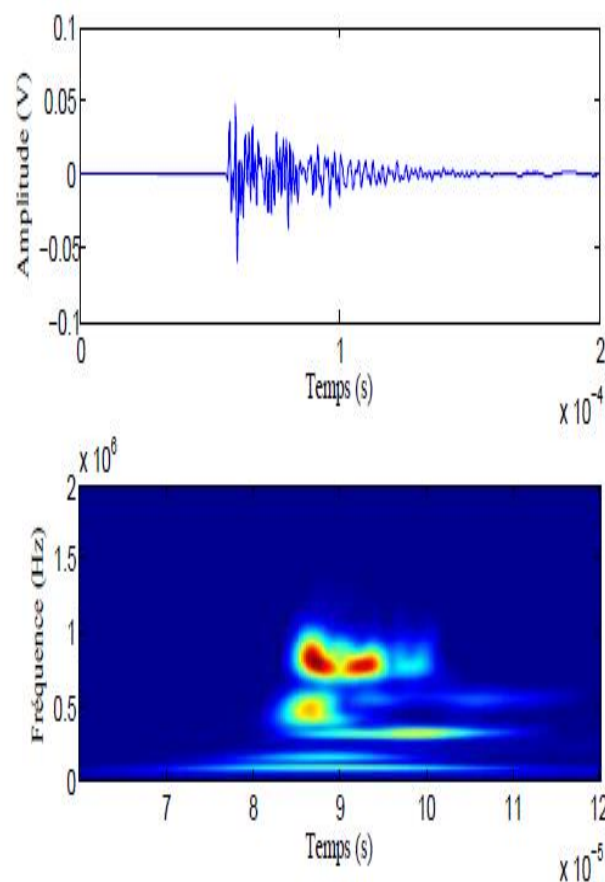 0.1
0.05
0
−0.05
−0.1
Amplitude (V)
0 1 2
Temps (s)
x 10⁻⁴
x 10⁶
2
1.5
1
0.5
0
Fréquence (Hz)
7 8 9 10 11 12
Temps (s)
x 10⁻⁵